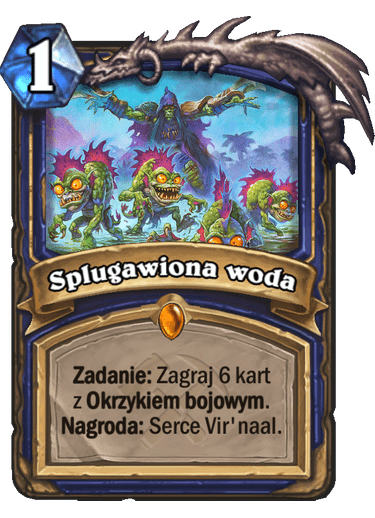 1
Splugawiona woda
Zadanie: Zagraj 6 kart
z Okrzykiem bojowym.
Nagroda: Serce Vir'naal.